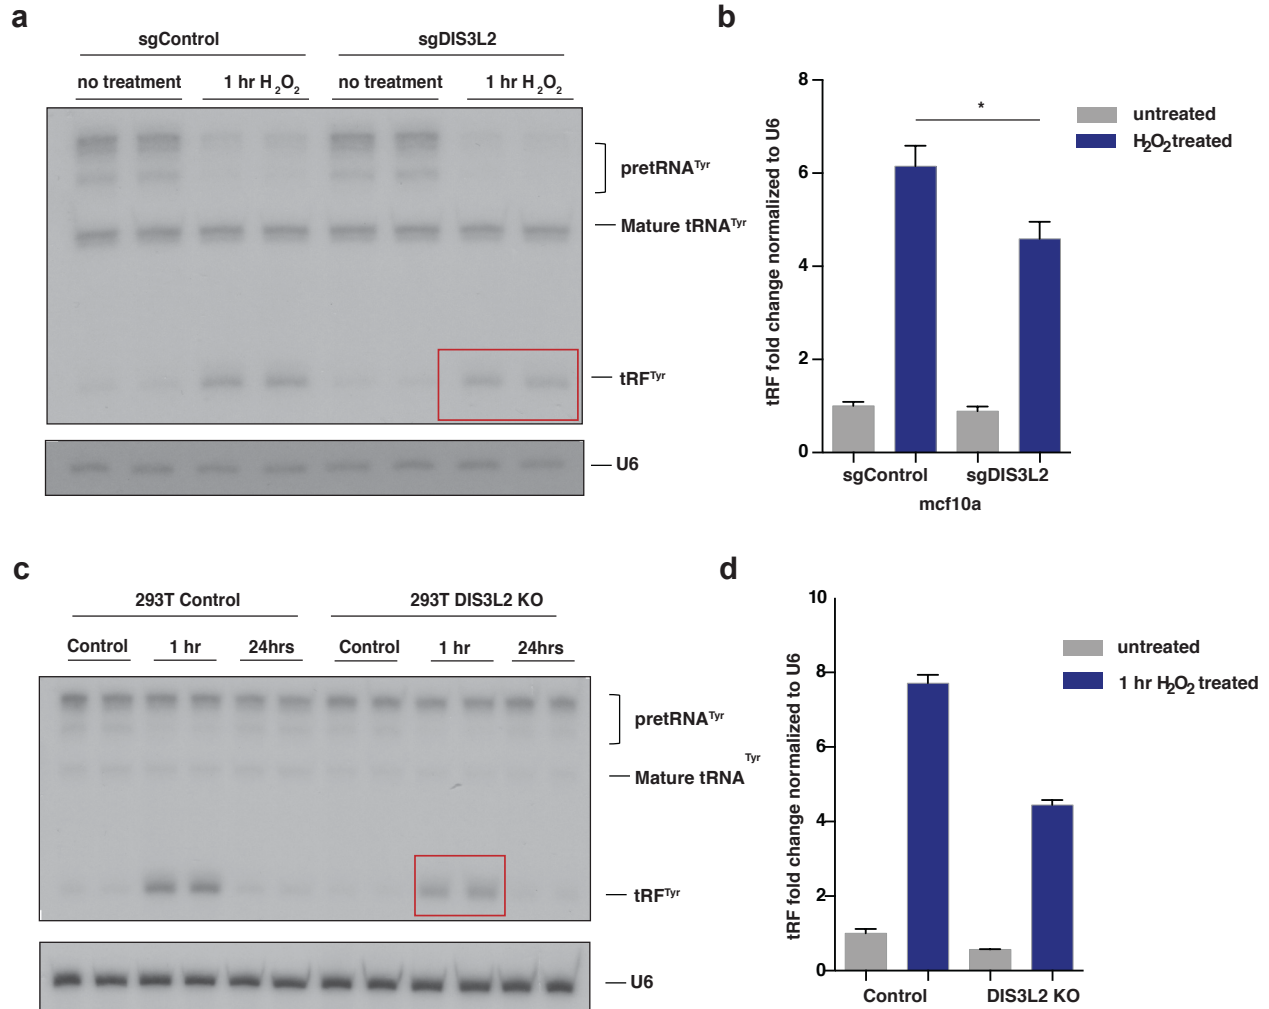 a
sgControl
sgDIS3L2
no treatment
1 hr H2O2
no treatment
1 hr H2O2
pretRNATyr
Mature tRNATyr
tRFTyr
U6
b
tRF fold change normalized to U6
8
6
4
2
0
*
untreated
H2O2 treated
sgControl
sgDIS3L2
mcf10a
c
293T Control
293T DIS3L2 KO
Control
1 hr
24hrs
Control
1 hr
24hrs
pretRNATyr
Mature tRNA Tyr
tRFTyr
U6
d
tRF fold change normalized to U6
10
8
6
4
2
0
untreated
1 hr H2O2 treated
Control
DIS3L2 KO